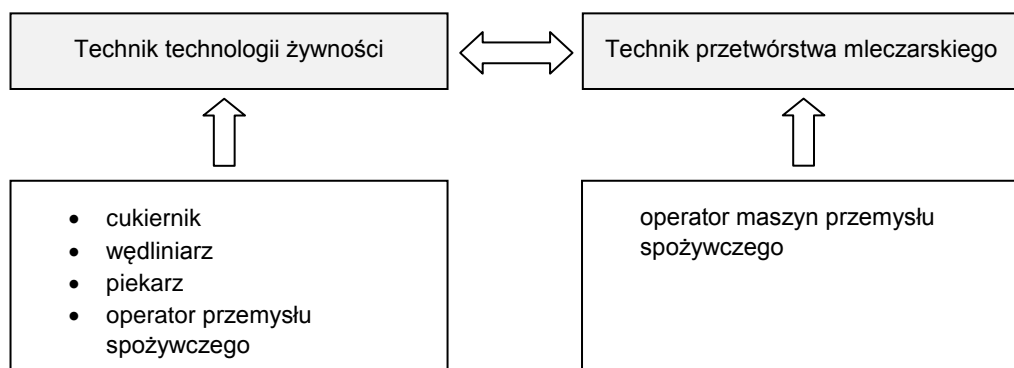 Technik technologii żywności
Technik przetwórstwa mleczarskiego
• cukiernik
• wędliniarz
• piekarz
• operator przemysłu
spożywczego
operator maszyn przemysłu
spożywczego